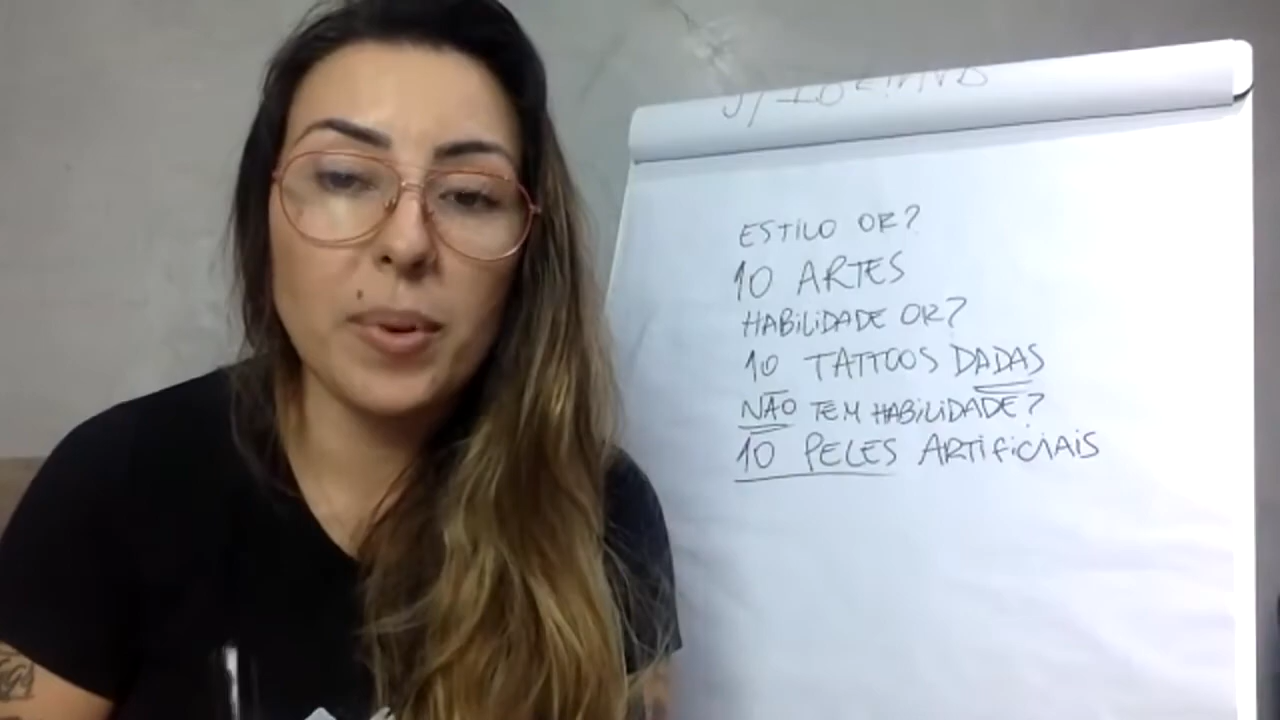 ESTILO OK?
10 ARTES
HABILIDADE OK?
10 TATTOOS DADAS
NÃO TEM HABILIDADE?
10 PELES ARTIFICIAIS